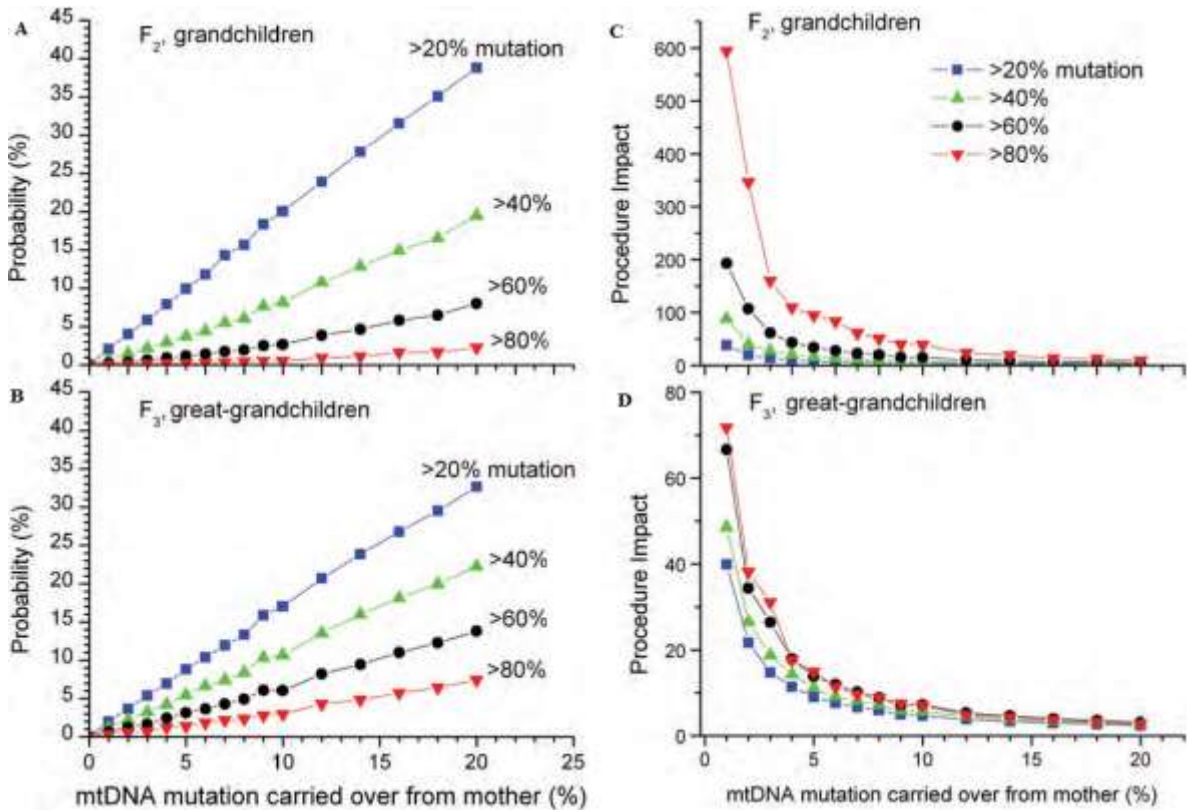 A
F2, grandchildren
>20% mutation
>40%
>60%
>80%
Probability (%)
45
40
35
30
25
20
15
10
5
0
B
F3, great-grandchildren
>20% mutation
>40%
>60%
>80%
Probability (%)
45
40
35
30
25
20
15
10
5
0
0 5 10 15 20 25
mtDNA mutation carried over from mother (%)
C
F2, grandchildren
>20% mutation
>40%
>60%
>80%
Procedure Impact
600
550
300
200
100
0
D
F3, great-grandchildren
Procedure Impact
80
60
40
20
0
0 5 10 15 20
mtDNA mutation carried over from mother (%)